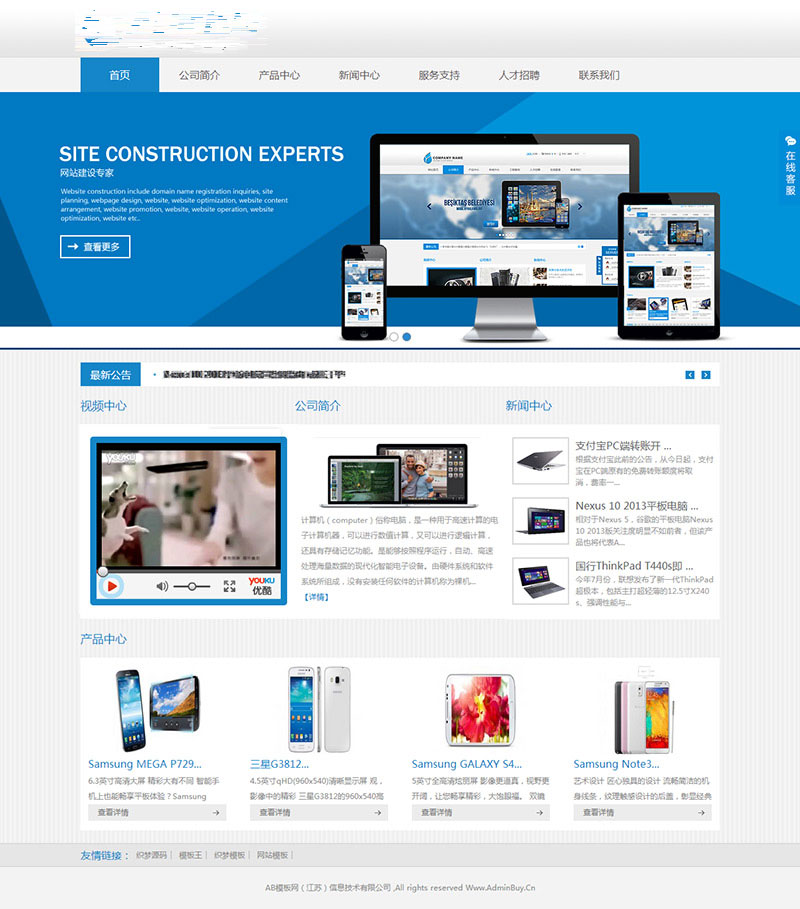 首页 公司简介 产品中心 新闻中心 服务支持 人才招聘 联系我们
SITE CONSTRUCTION EXPERTS
网站建设专家
Website construction include domain name registration inquiries, site
planning, webpage design, website, website optimization, website content
arrangement, website promotion, website, website operation, website
optimization, website etc..
查看更多
COMPANY NAME
BEŞİKTAŞ BELEDİYESİ
在线客服
最新公告
视频中心 公司简介 新闻中心
YOUKU
优酷
计算机（computer）俗称电脑，是一种用于高速计算的电
子计算机器，可以进行数值计算，又可以进行逻辑计算，
还具有存储记忆功能。是能够按照程序运行，自动、高速
处理海量数据的现代化智能电子设备。由硬件系统和软件
系统所组成，没有安装任何软件的计算机称为裸机...
【详情】
支付宝PC端转账开 ...
根据支付宝此前的公告，从今日起，支付
宝在PC端原有的免费转账额度将取
消，费率一...
Nexus 10 2013平板电脑 ...
相对于Nexus 5，谷歌的平板电脑Nexus
10 2013版关注度明显不如前者，但该产
品也将代表A...
国行ThinkPad T440s即 ...
今年7月份，联想发布了新一代ThinkPad
超极本，包括主打超轻薄的12.5寸X240
s、强调性能与...
产品中心
Samsung MEGA P729...
6.3英寸高清大屏 精彩大有不同 智能手
机上也能畅享平板体验？Samsung
查看详情
三星G3812...
4.5英寸qHD(960x540)清晰显示屏 观，
影像中的精彩 三星G3812的960x540高
查看详情
Samsung GALAXY S4...
5英寸全高清炫丽屏 影像更逼真，视野更
开阔，让您畅享精彩，大饱眼福。 双镜
查看详情
Samsung Note3...
艺术设计 匠心独具的设计 流畅简洁的机
身线条，纹理触感设计的后盖，彰显经典
查看详情
友情链接： 织梦源码| 模板王| 织梦模板| 网站模板|
AB模板网（江苏）信息技术有限公司 ,All rights reserved Www.AdminBuy.Cn